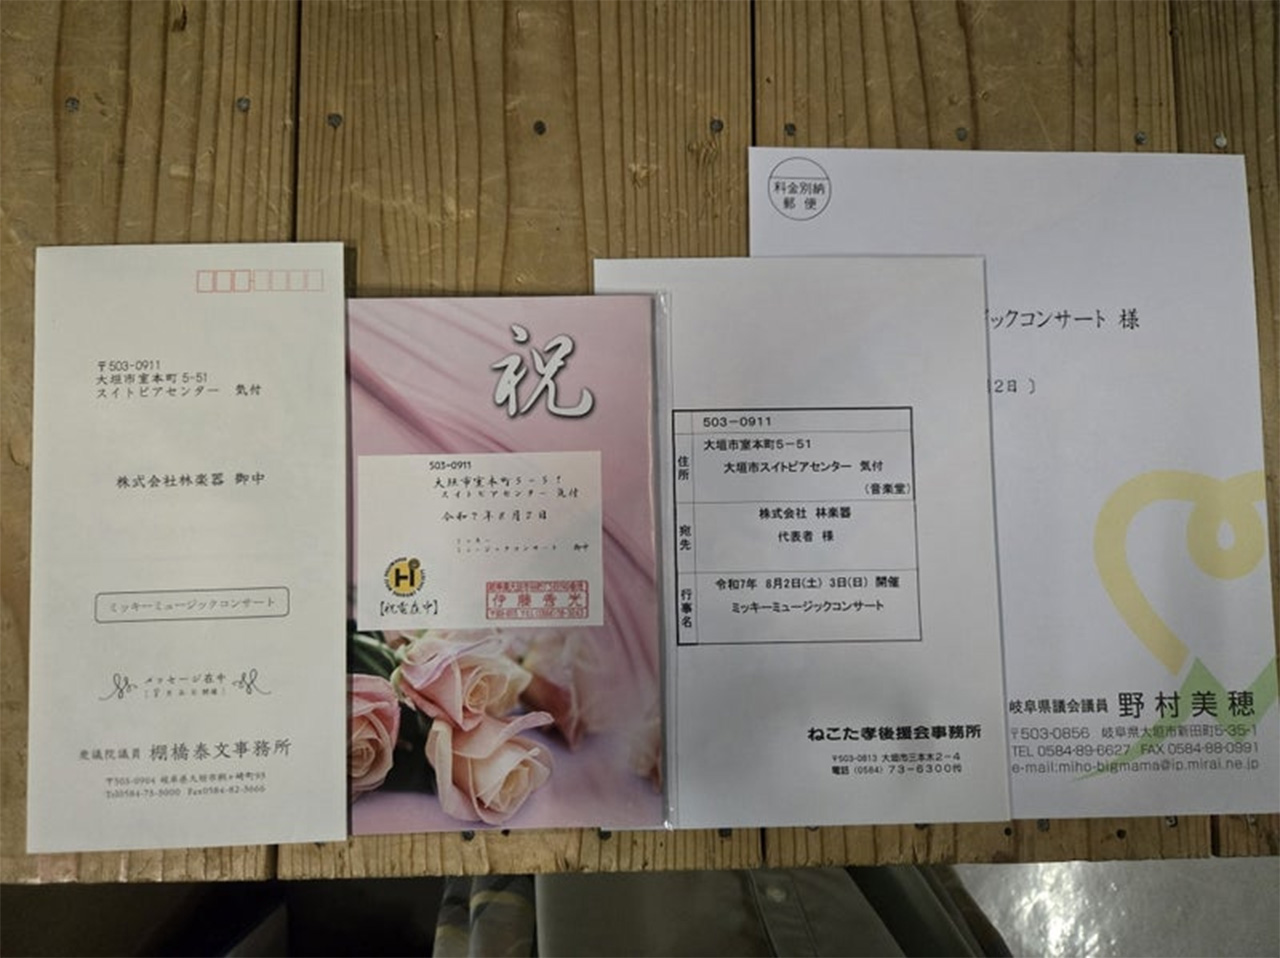 〒503-0911
大垣市室本町5-51
スイトピアセンター 気付
株式会社林楽器 御中
ミッキーミュージックコンサート
メッセージ在中
衆議院議員 棚橋泰文事務所
Tel0584-73-3000 Fax0584-82-5666
祝
503-0911
大垣市室本町5-51
スイトピアセンター 気付
令和7年8月2日
ミッキー
ミュージックコンサート 御中
H
【祝電在中】
伊藤秀光
503-0911
住所
大垣市室本町5-51
大垣市スイトピアセンター 気付
(音楽堂)
宛先
株式会社 林楽器
代表者 様
行事名
令和7年 8月2日(土) 3日(日) 開催
ミッキーミュージックコンサート
ねこた孝後援会事務所
〒503-0813 大垣市三本木2-4
電話 (0584) 73-6300㈹
料金別納
郵便
ックコンサート 様
2日 〕
岐阜県議会議員 野村美穂
〒503-0856 岐阜県大垣市新田町5-35-1
TEL 0584-89-6627 FAX 0584-88-0991
e-mail:miho-bigmama@ip.mirai.ne.jp